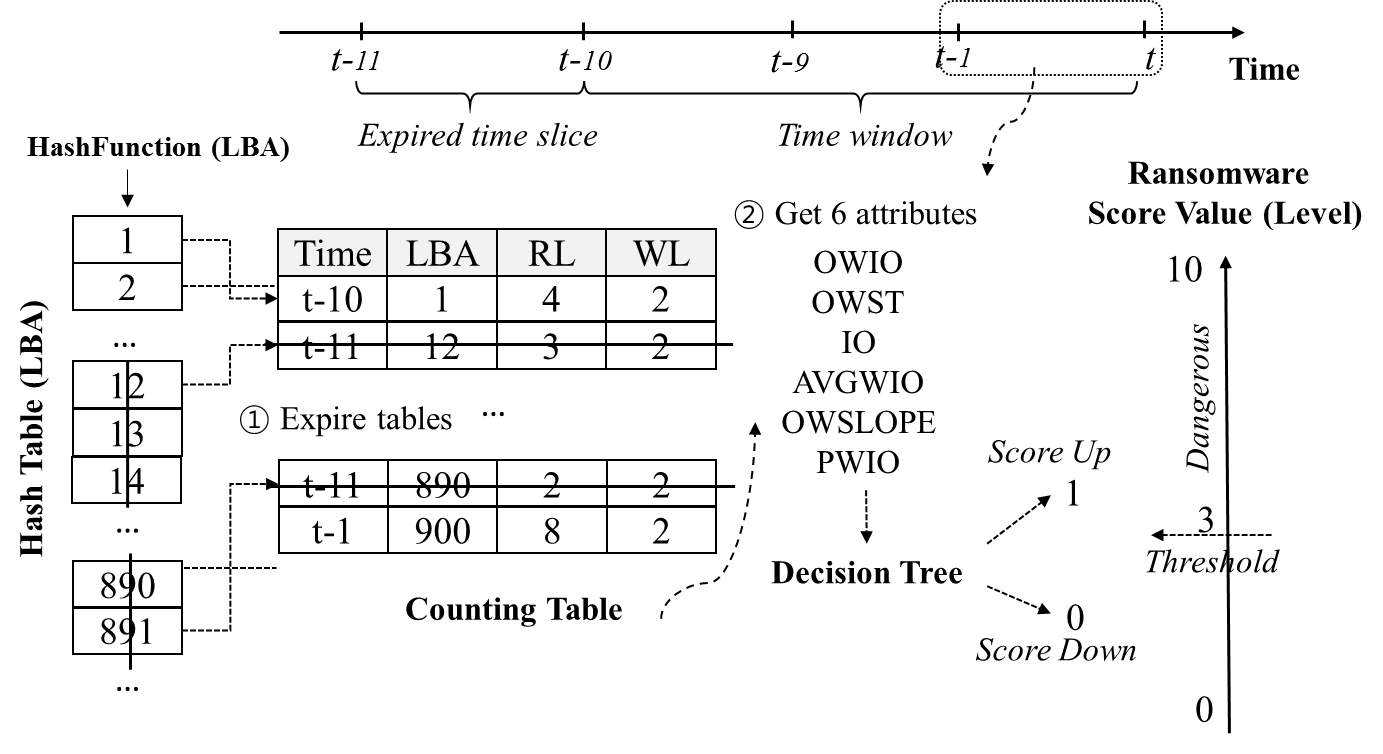 t-11
t-10
t-9
t-1
t
Time
Expired time slice
Time window
HashFunction (LBA)
Hash Table (LBA)
1
2
...
12
13
14
...
890
891
...
Time LBA RL WL
t-10 1 4 2
t-11 12 3 2
① Expire tables ...
t-11 890 2 2
t-1 900 8 2
Counting Table
② Get 6 attributes
OWIO
OWST
IO
AVGWIO
OWSLOPE
PWIO
Decision Tree
Score Up
1
0
Score Down
Ransomware
Score Value (Level)
10
Dangerous
3
Threshold
0